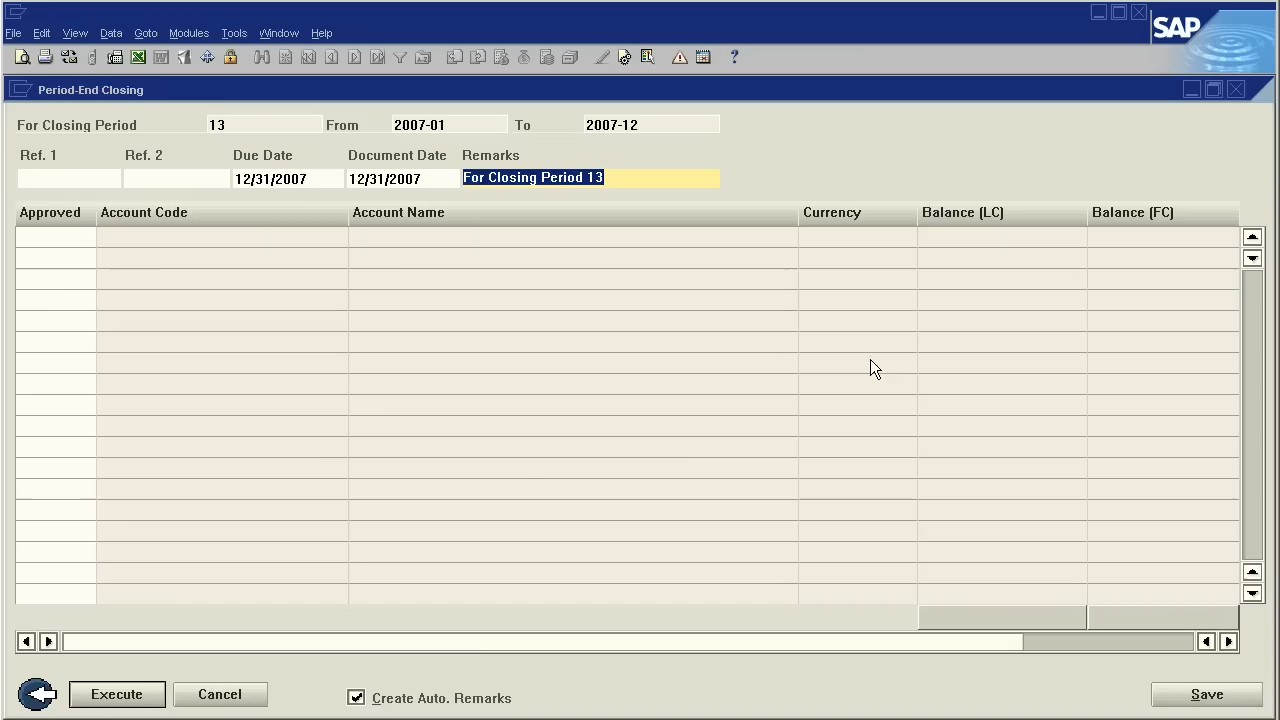 File Edit View Data Goto Modules Tools Window Help
SAP
Period-End Closing
For Closing Period 13 From 2007-01 To 2007-12
Ref. 1 Ref. 2 Due Date Document Date Remarks
12/31/2007 12/31/2007 For Closing Period 13
Approved Account Code Account Name Currency Balance (LC) Balance (FC)
Execute Cancel Create Auto. Remarks Save